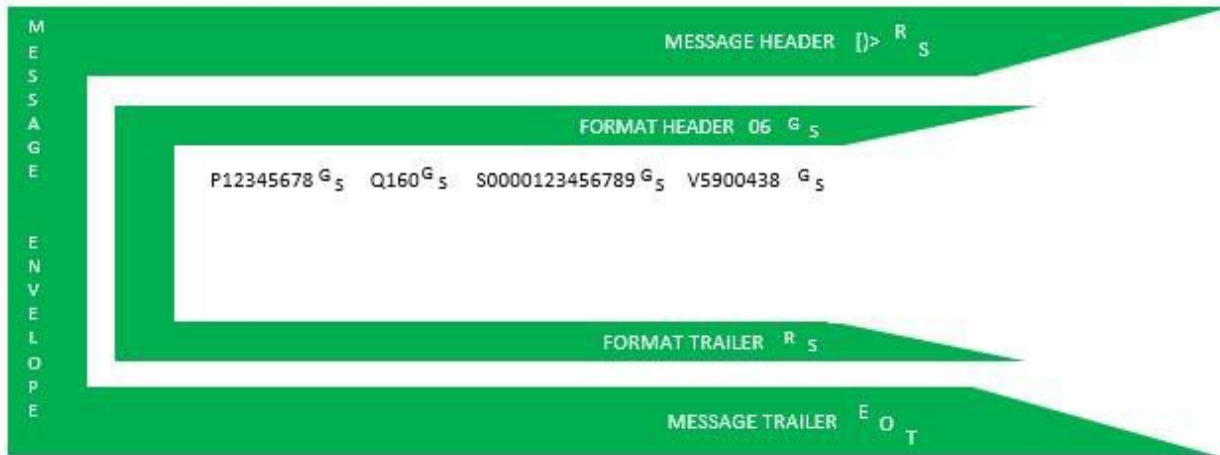 MESSAGE ENVELOPE
MESSAGE HEADER [)> RS
FORMAT HEADER 06 GS
P12345678 GS Q160 GS S0000123456789 GS V5900438 GS
FORMAT TRAILER RS
MESSAGE TRAILER EOT